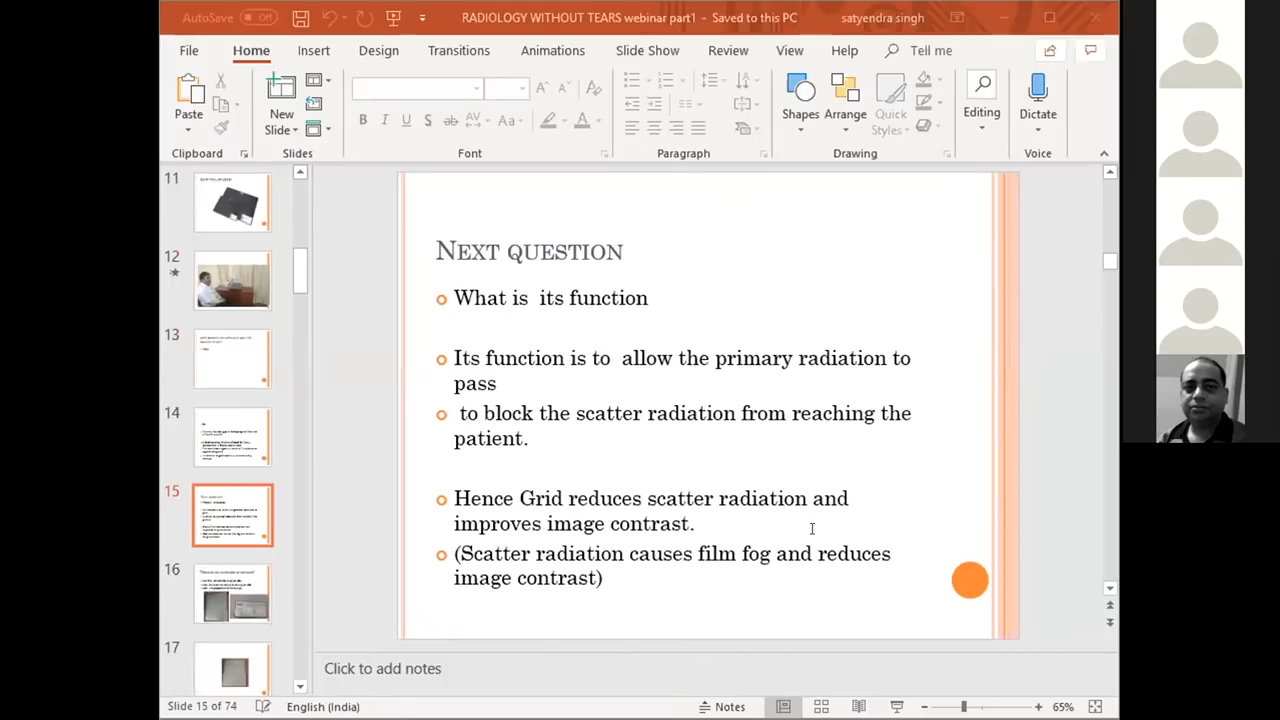 AutoSave Off RADIOLOGY WITHOUT TEARS webinar part1 - Saved to this PC satyendra singh
File Home Insert Design Transitions Animations Slide Show Review View Help Tell me
Paste New Slide Shapes Arrange Quick Styles Editing Dictate
B I U S ab AV Aa A
Clipboard Slides Font Paragraph Drawing Voice
11
12
13
14
15
16
17
NEXT QUESTION
What is its function
Its function is to allow the primary radiation to
pass
to block the scatter radiation from reaching the
patient.
Hence Grid reduces scatter radiation and
improves image contrast.
(Scatter radiation causes film fog and reduces
image contrast)
Click to add notes
Slide 15 of 74 English (India) Notes 65%